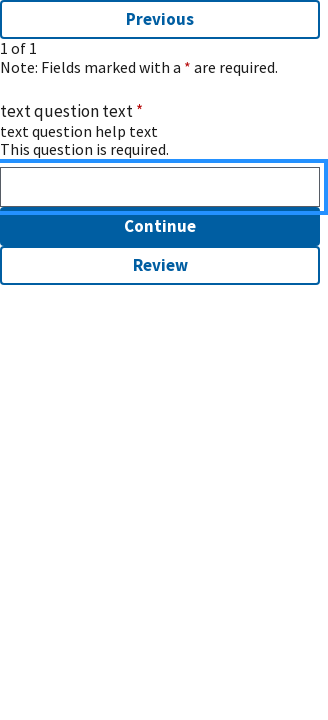 Previous
1 of 1
Note: Fields marked with a * are required.
text question text *
text question help text
This question is required.
Continue
Review